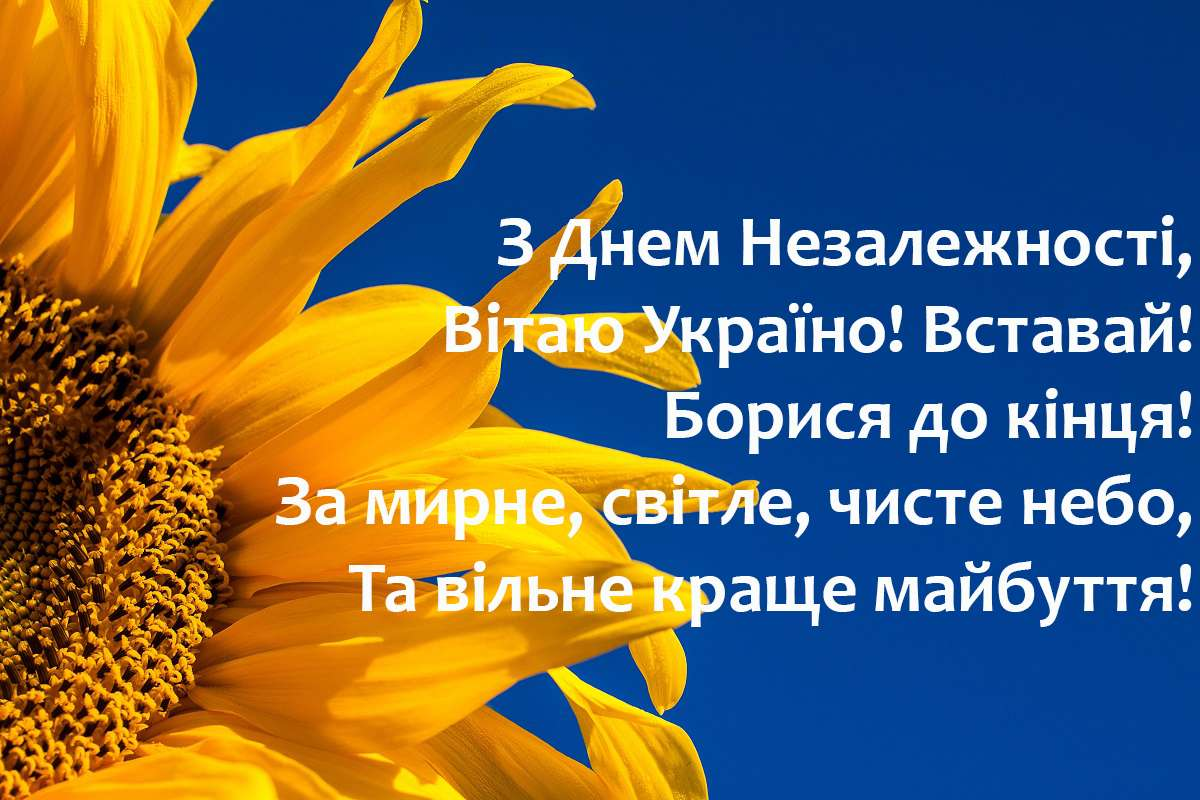 З Днем Незалежності,
Вітаю Україно! Вставай!
Борися до кінця!
За мирне, світле, чисте небо,
Та вільне краще майбуття!